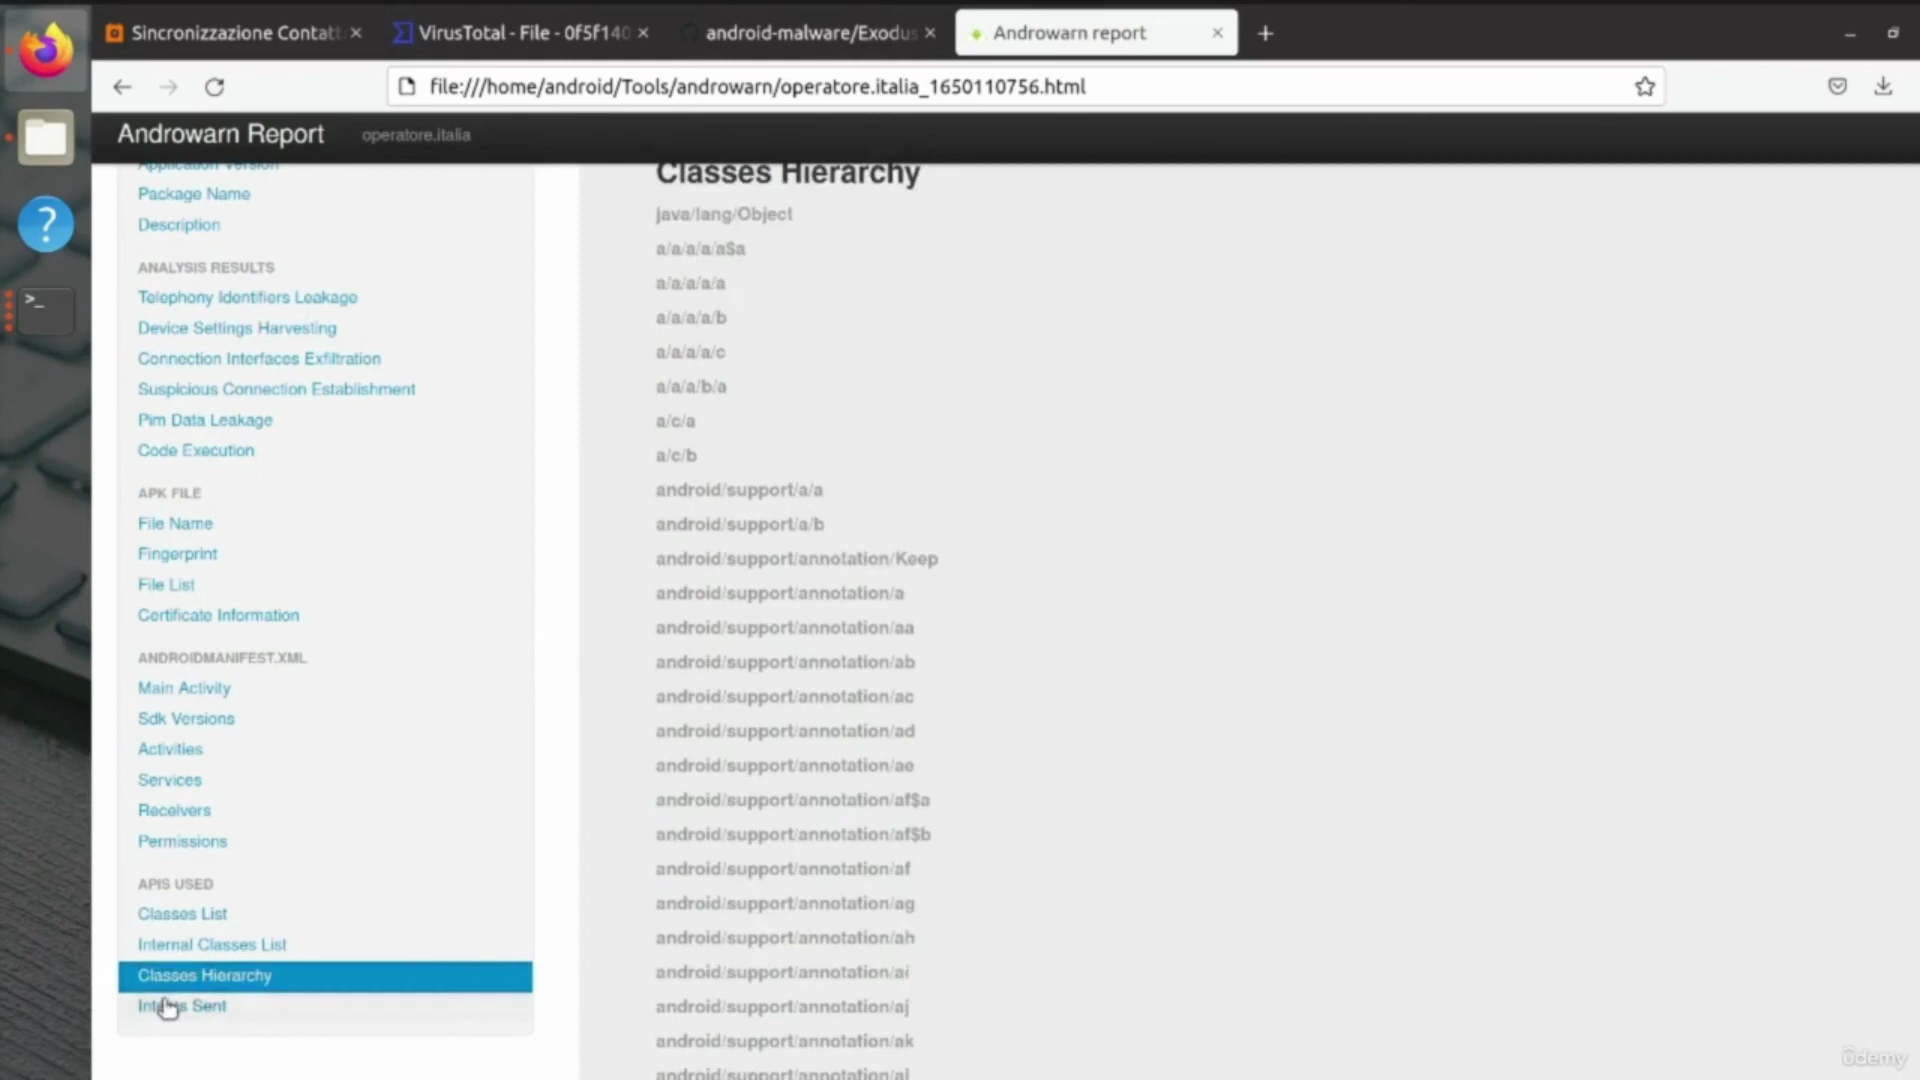 Sincronizzazione Contatt
VirusTotal - File - 0f5f140
android-malware/Exodus
Androwarn report
file:///home/android/Tools/androwarn/operatore.italia_1650110756.html
Androwarn Report
operatore.italia
Application Version
Package Name
Description
ANALYSIS RESULTS
Telephony Identifiers Leakage
Device Settings Harvesting
Connection Interfaces Exfiltration
Suspicious Connection Establishment
Pim Data Leakage
Code Execution
APK FILE
File Name
Fingerprint
File List
Certificate Information
ANDROIDMANIFEST.XML
Main Activity
Sdk Versions
Activities
Services
Receivers
Permissions
APIS USED
Classes List
Internal Classes List
Classes Hierarchy
Sent
Classes Hierarchy
java/lang/Object
a/a/a/a/a$a
a/a/a/a/a
a/a/a/a/b
a/a/a/a/c
a/a/a/b/a
a/c/a
a/c/b
android/support/a/a
android/support/a/b
android/support/annotation/Keep
android/support/annotation/a
android/support/annotation/aa
android/support/annotation/ab
android/support/annotation/ac
android/support/annotation/ad
android/support/annotation/ae
android/support/annotation/af$a
android/support/annotation/af$b
android/support/annotation/af
android/support/annotation/ag
android/support/annotation/ah
android/support/annotation/ai
android/support/annotation/aj
android/support/annotation/ak
android/support/annotation/al
ûdemy